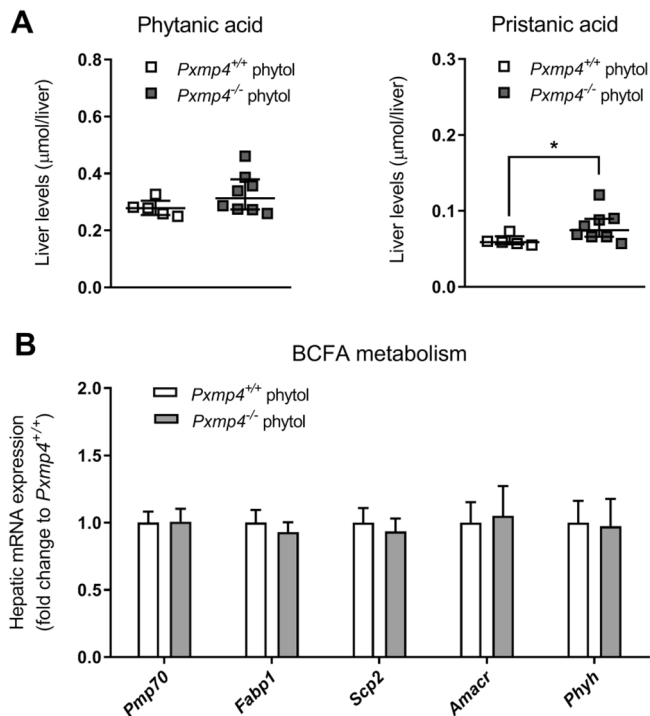 A
Phytanic acid
Pxmp4+/+ phytol
Pxmp4-/- phytol
Liver levels (μmol/liver)
0.8
0.6
0.4
0.2
0.0
Pristanic acid
Pxmp4+/+ phytol
Pxmp4-/- phytol
*
Liver levels (μmol/liver)
0.3
0.2
0.1
0.0
B
BCFA metabolism
Pxmp4+/+ phytol
Pxmp4-/- phytol
Hepatic mRNA expression
(fold change to Pxmp4+/+)
2.0
1.5
1.0
0.5
0.0
Pmp70
Fabp1
Scp2
Amacr
Phyh